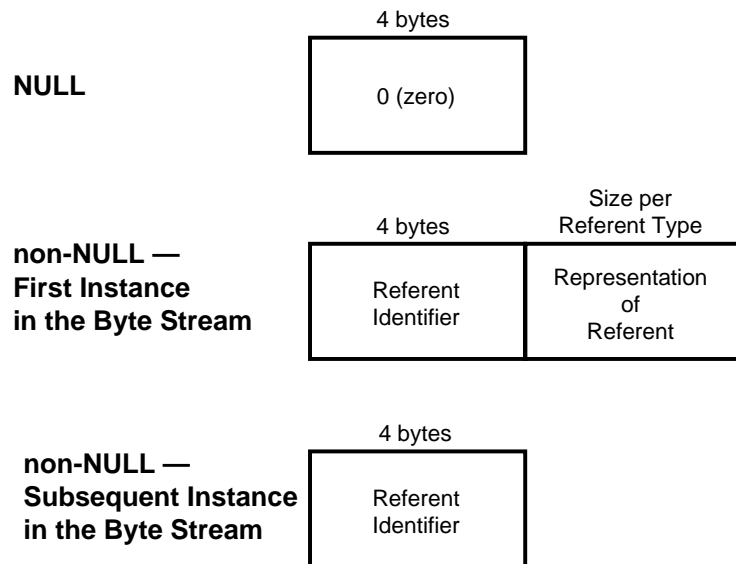 4 bytes
NULL
0 (zero)
Size per
Referent Type
4 bytes
non-NULL —
First Instance
in the Byte Stream
Referent
Identifier
Representation
of
Referent
4 bytes
non-NULL —
Subsequent Instance
in the Byte Stream
Referent
Identifier